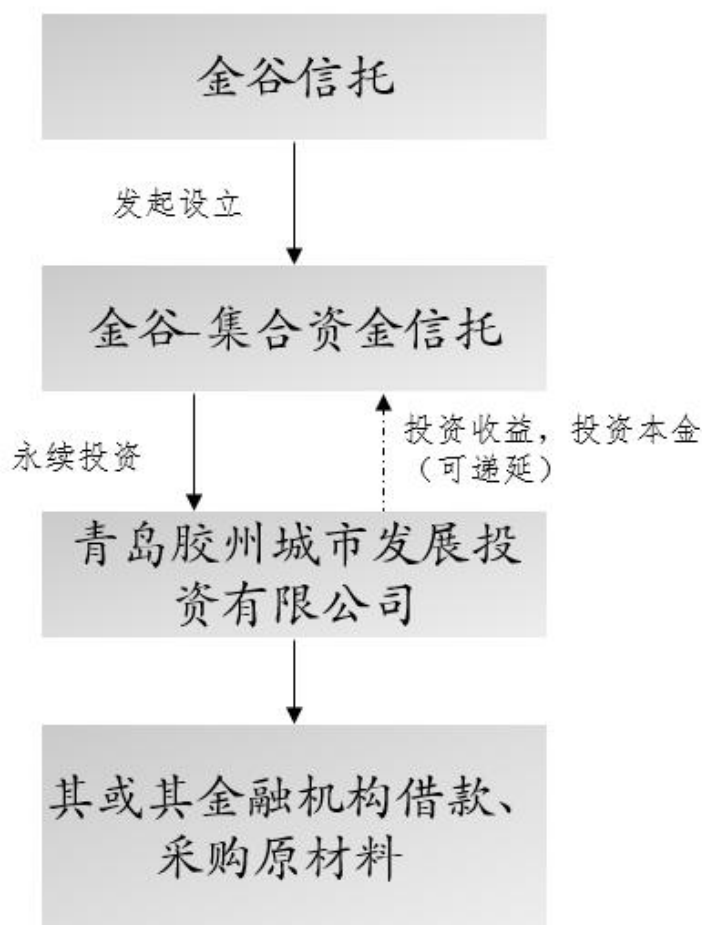 金谷信托
发起设立
金谷-集合资金信托
永续投资
投资收益，投资本金
（可递延）
青岛胶州城市发展投
资有限公司
其或其金融机构借款、
采购原材料